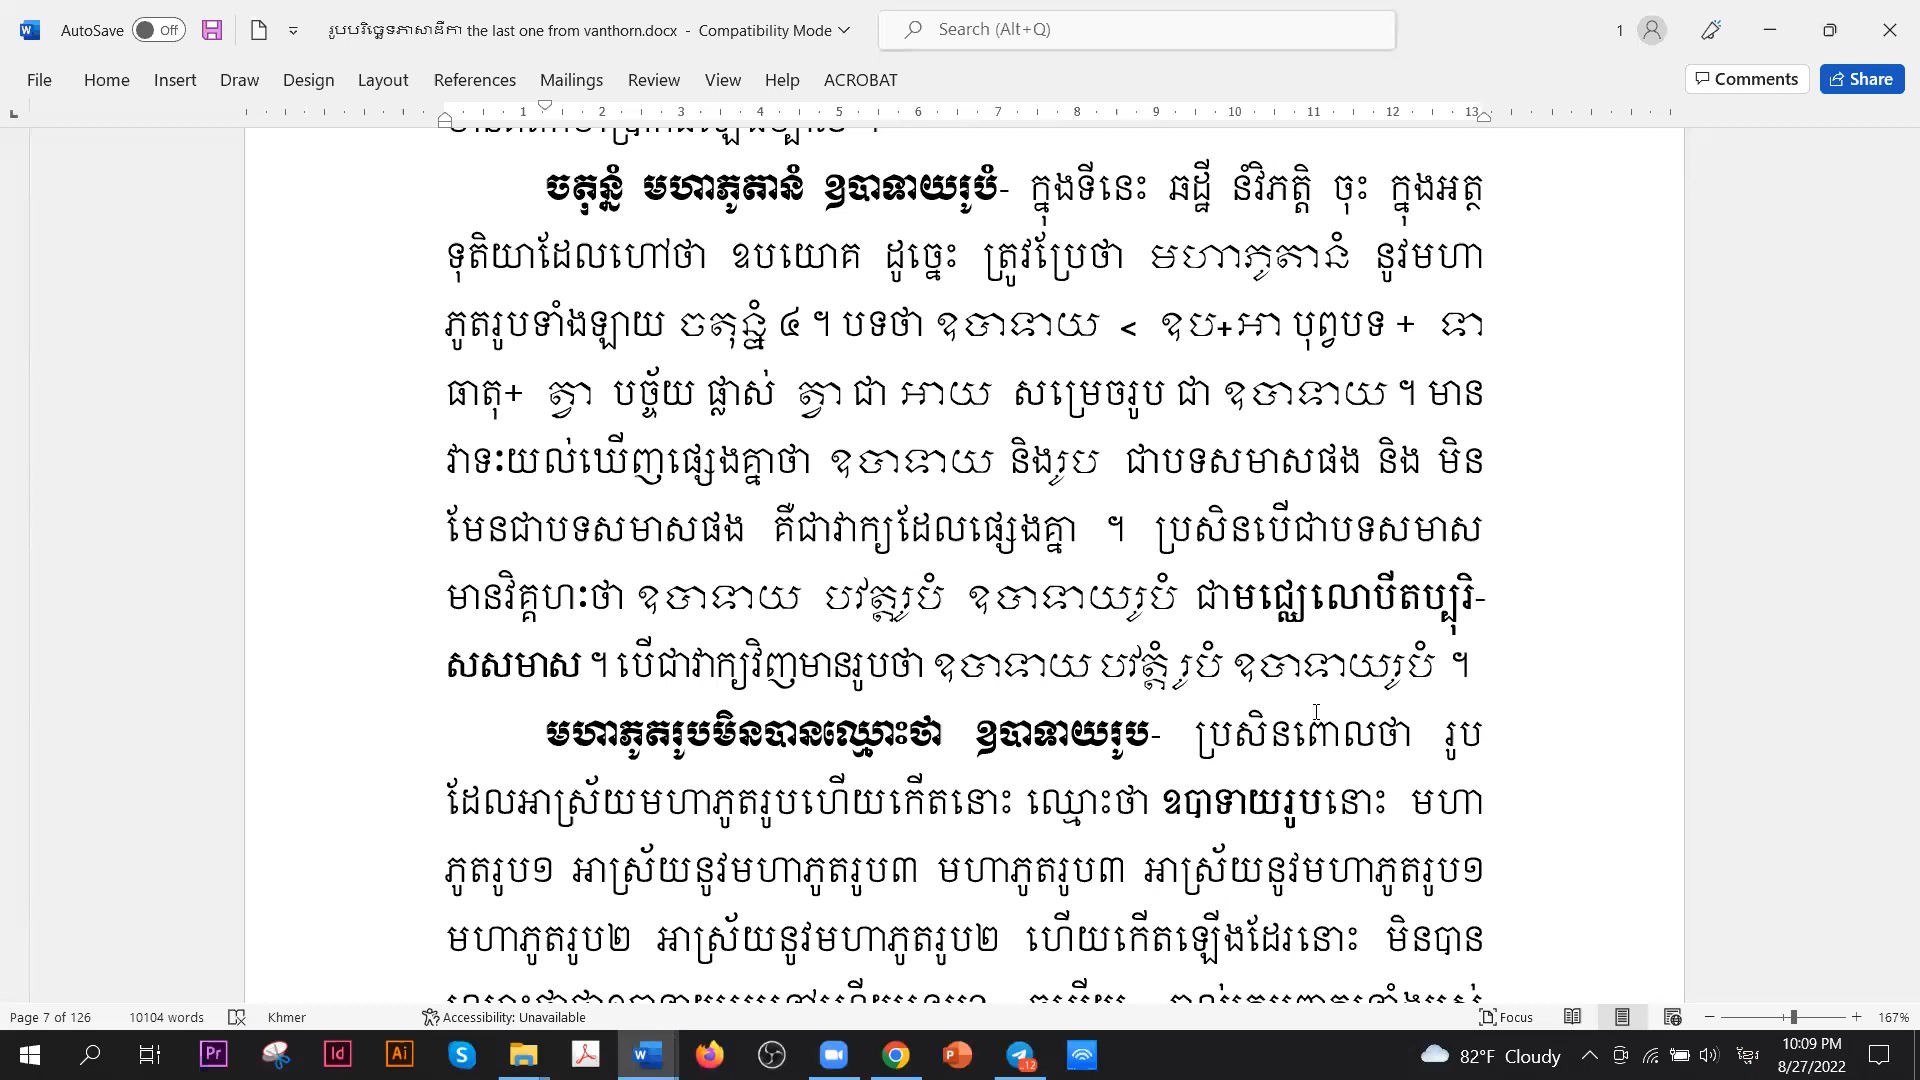 AutoSave Off រូបបរិច្ឆេទភាសាដីកា the last one from vanthorn.docx - Compatibility Mode Search (Alt+Q) 1
File Home Insert Draw Design Layout References Mailings Review View Help ACROBAT Comments Share
1 2 3 4 5 6 7 8 9 10 11 12 13
ចតុន្នំ មហាភូតានំ ឧបាទាយរូបំ- ក្នុងទីនេះ ឆដ្ឋី នំវិភត្តិ ចុះ ក្នុងអត្ថ
ទុតិយាដែលហៅថា ឧបយោគ ដូច្នេះ ត្រូវប្រែថា មហាភូតានំ នូវមហា
ភូតរូបទាំងឡាយ ចតុន្នំ ៤ ។ បទថា ឧបាទាយ < ឧប+អា បុព្វបទ + ទា
ធាតុ+ ត្វា បច្ច័យ ផ្លាស់ ត្វា ជា អាយ សម្រេចរូប ជា ឧបាទាយ ។ មាន
វាទះយល់ឃើញផ្សេងគ្នាថា ឧបាទាយ និងរូប ជាបទសមាសផង និង មិន
មែនជាបទសមាសផង គឺជាវាក្យដែលផ្សេងគ្នា ។ ប្រសិនបើជាបទសមាស
មានវិគ្គហៈថា ឧបាទាយ បវត្តរូបំ ឧបាទាយរូបំ ជាមជ្ឈេលោបីតប្បុរិ-
សសមាស ។ បើជាវាក្យវិញមានរូបថា ឧបាទាយ បវត្តំ រូបំ ឧបាទាយរូបំ ។
មហាភូតរូបមិនបានឈ្មោះថា ឧបាទាយរូប- ប្រសិនពោលថា រូប
ដែលអាស្រ័យមហាភូតរូបហើយកើតនោះ ឈ្មោះថា ឧបាទាយរូបនោះ មហា
ភូតរូប១ អាស្រ័យនូវមហាភូតរូប៣ មហាភូតរូប៣ អាស្រ័យនូវមហាភូតរូប១
មហាភូតរូប២ អាស្រ័យនូវមហាភូតរូប២ ហើយកើតឡើងដែរនោះ មិនបាន
Page 7 of 126 10104 words Khmer Accessibility: Unavailable Focus 167%
82°F Cloudy ខ្មែរ 10:09 PM
8/27/2022